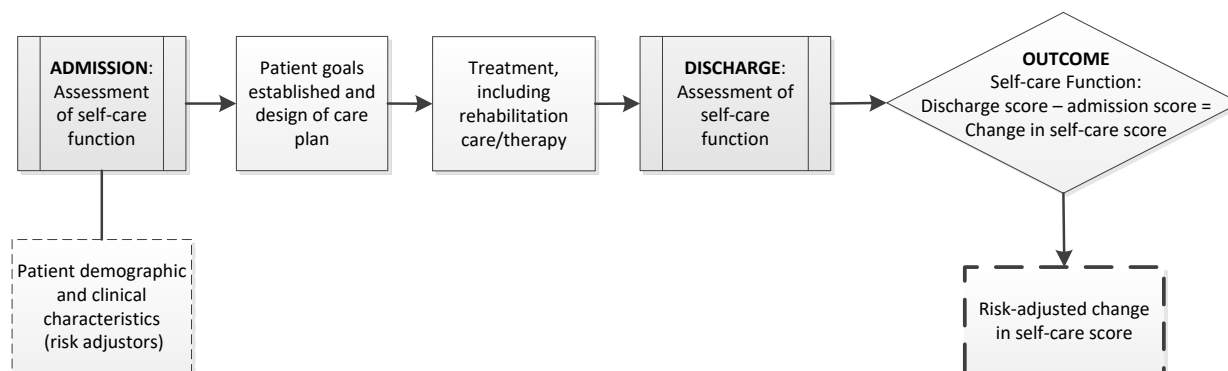 ADMISSION:
Assessment
of self-care
function
Patient goals
established and
design of care
plan
Treatment,
including
rehabilitation
care/therapy
DISCHARGE:
Assessment of
self-care
function
OUTCOME
Self-care Function:
Discharge score – admission score =
Change in self-care score
Patient demographic
and clinical
characteristics
(risk adjustors)
Risk-adjusted change
in self-care score